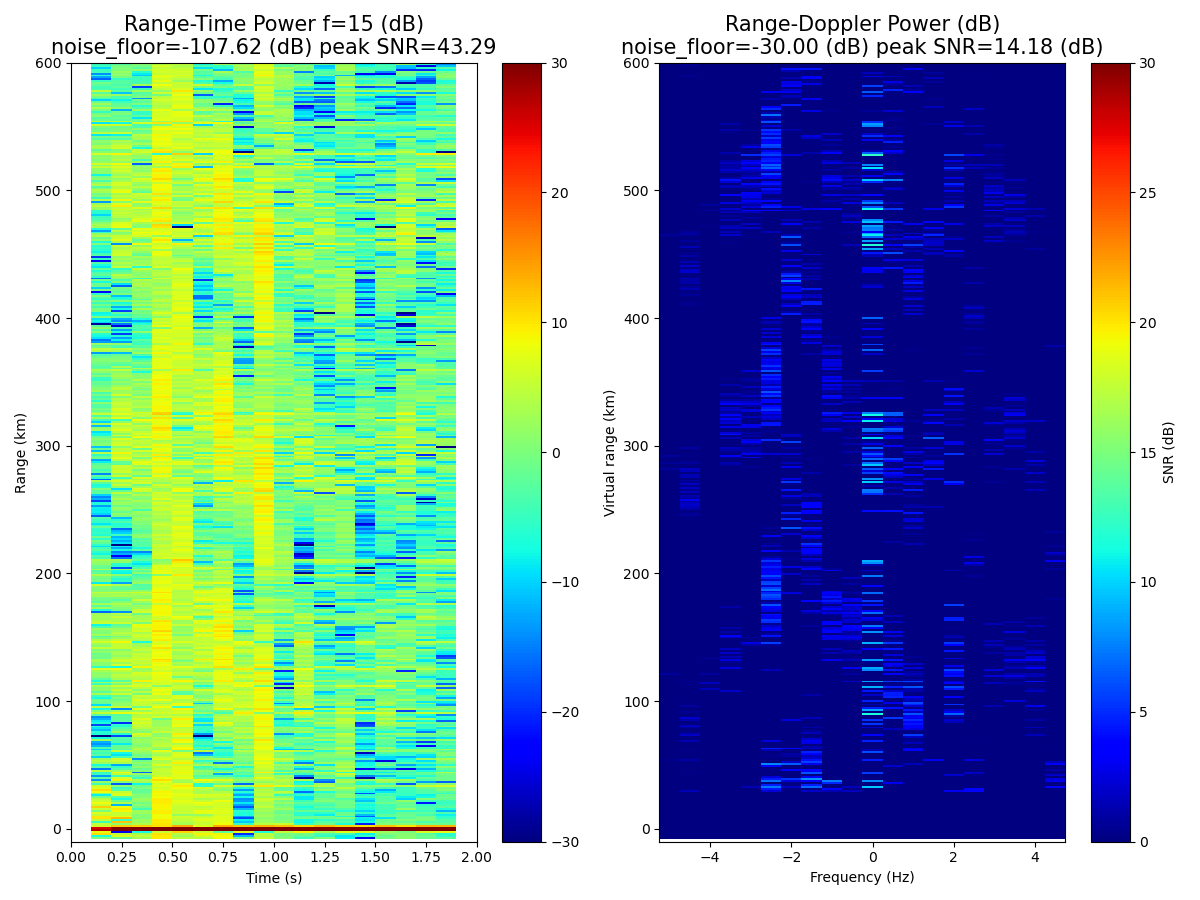 Range-Time Power f=15 (dB)
noise_floor=-107.62 (dB) peak SNR=43.29
Range (km)
600
500
400
300
200
100
0
0.00 0.25 0.50 0.75 1.00 1.25 1.50 1.75 2.00
Time (s)
30
20
10
0
−10
−20
−30
Range-Doppler Power (dB)
noise_floor=-30.00 (dB) peak SNR=14.18 (dB)
Virtual range (km)
600
500
400
300
200
100
0
−4 −2 0 2 4
Frequency (Hz)
30
25
20
15
10
5
0
SNR (dB)